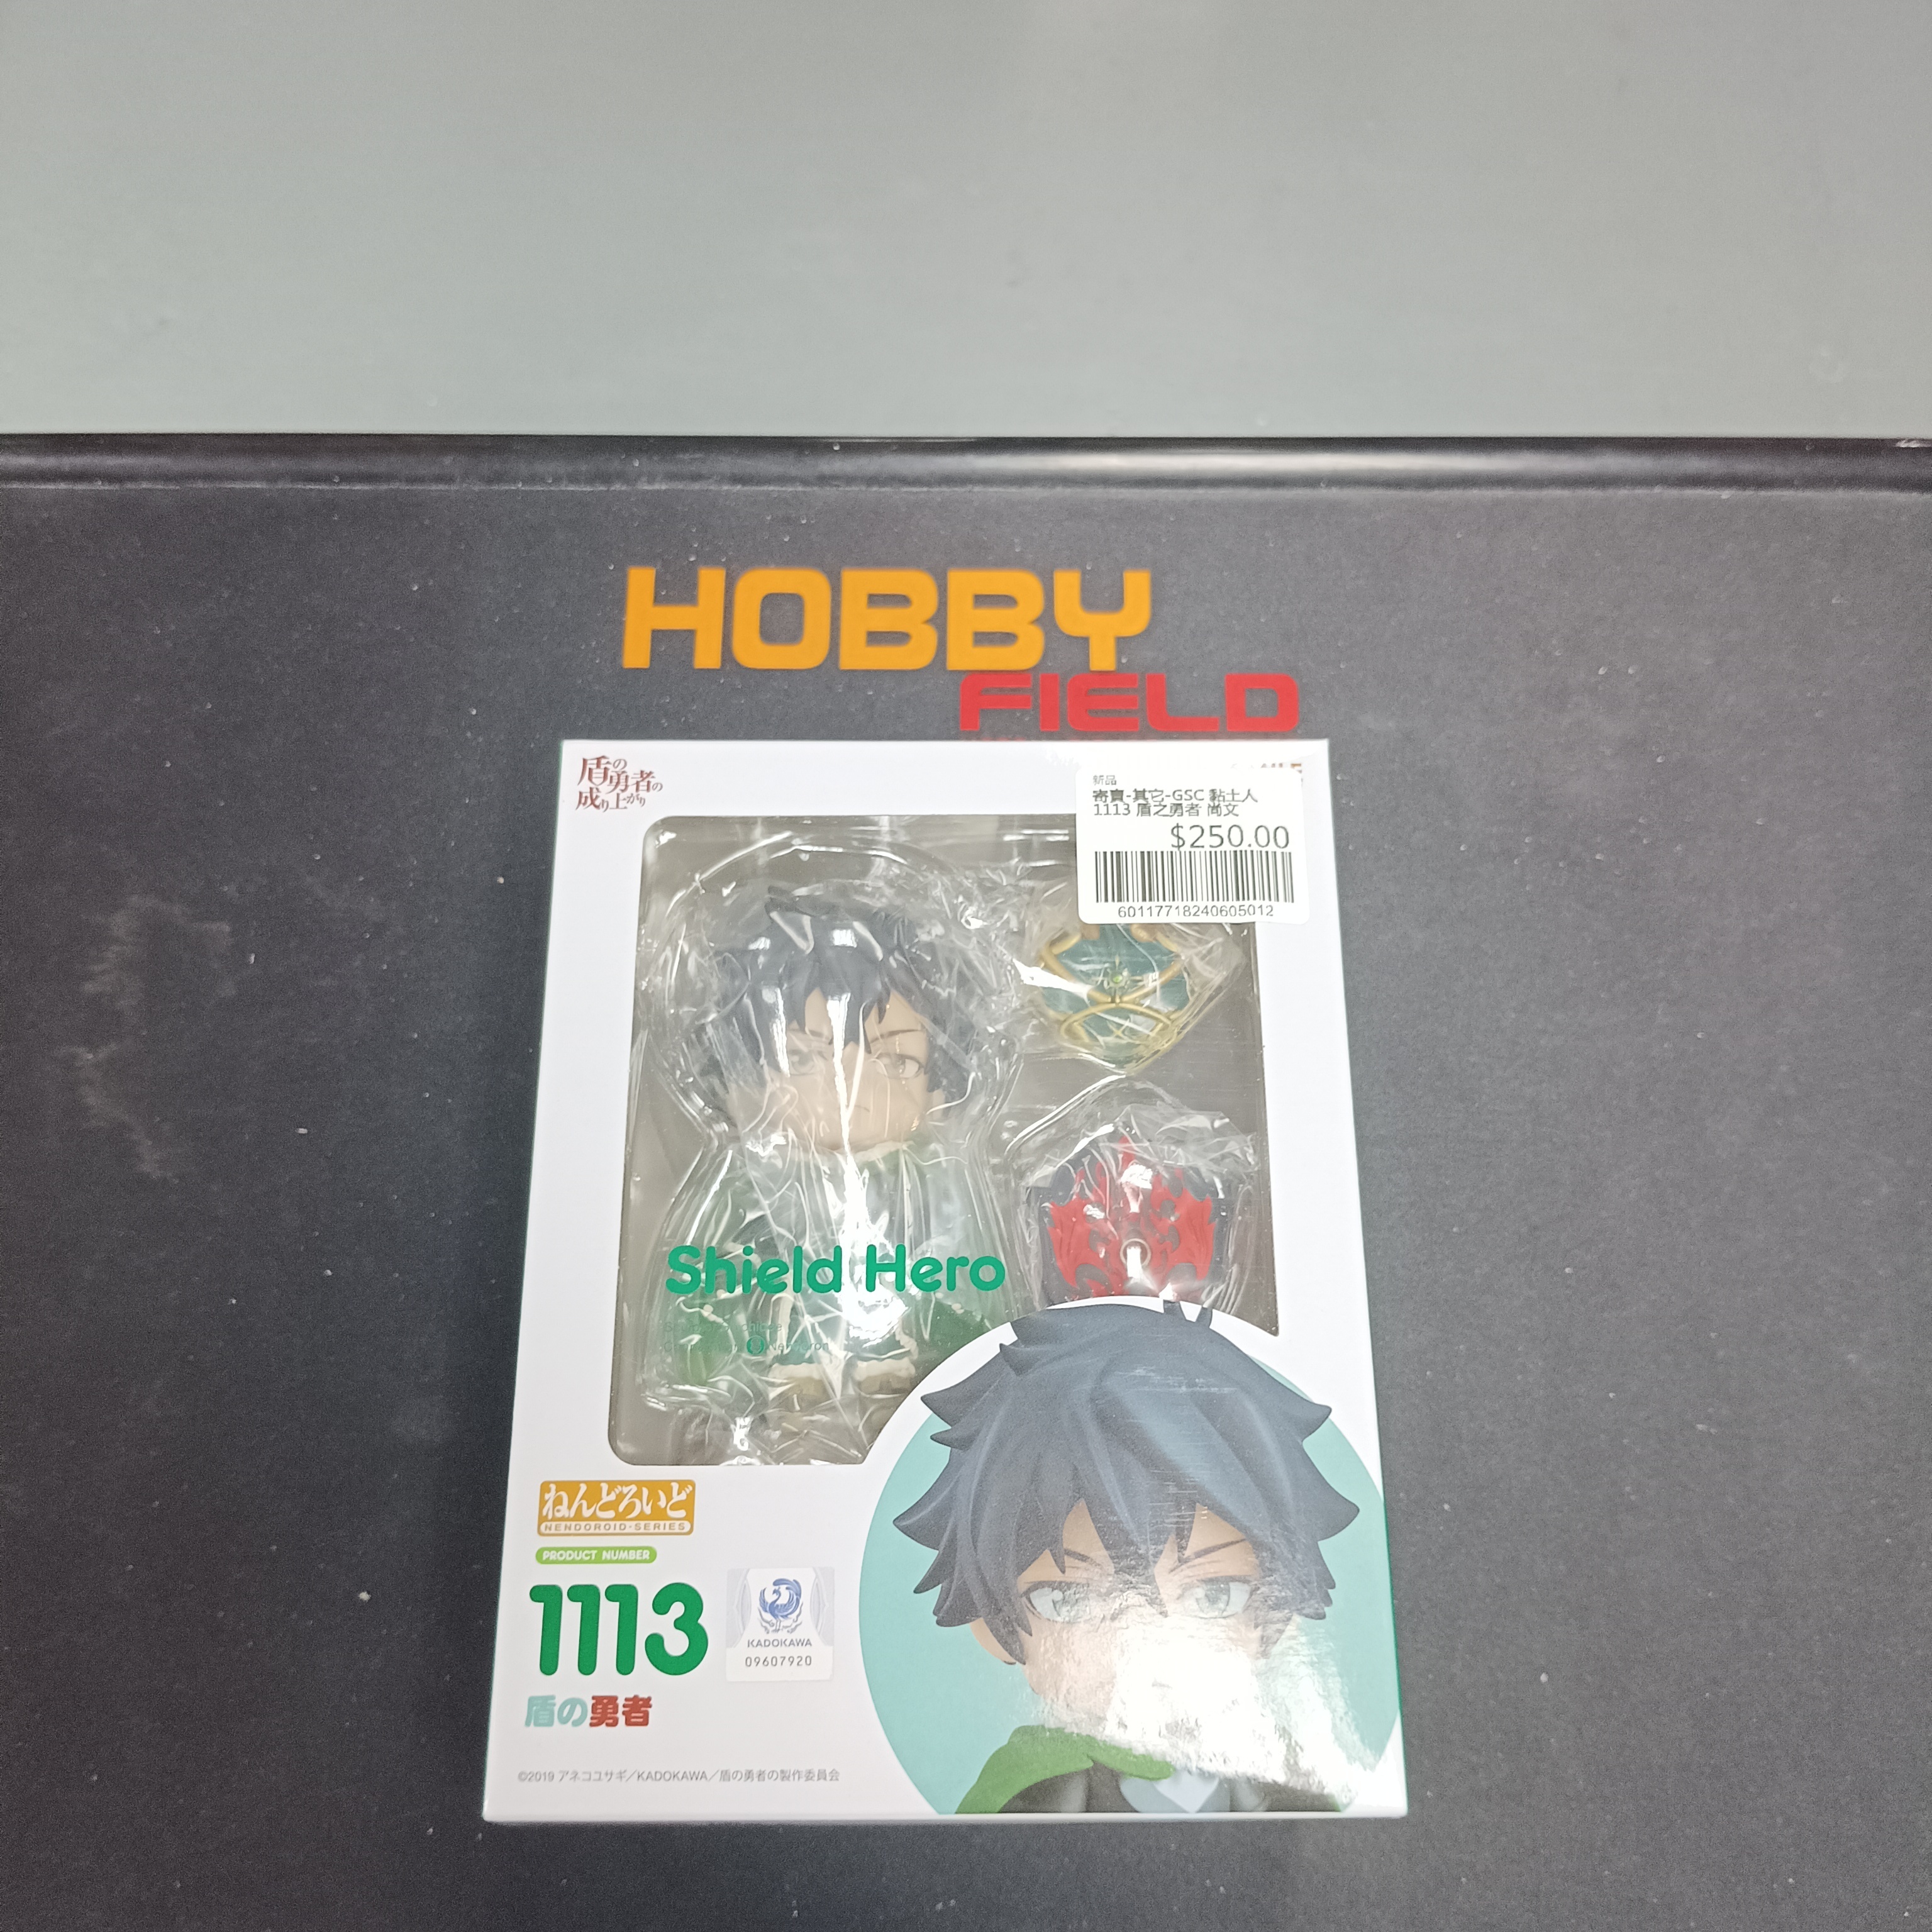 HOBBY
FIELD
盾の勇者の
成り上がり
新品
寄賣-其它-GSC 黏土人
1113 盾之勇者 尚文
$250.00
60117718240605012
Shield Hero
ねんどろいど
NENDOROID·SERIES
PRODUCT NUMBER
1113
KADOKAWA
09607920
盾の勇者
©2019 アネコユサギ/KADOKAWA/盾の勇者の製作委員会